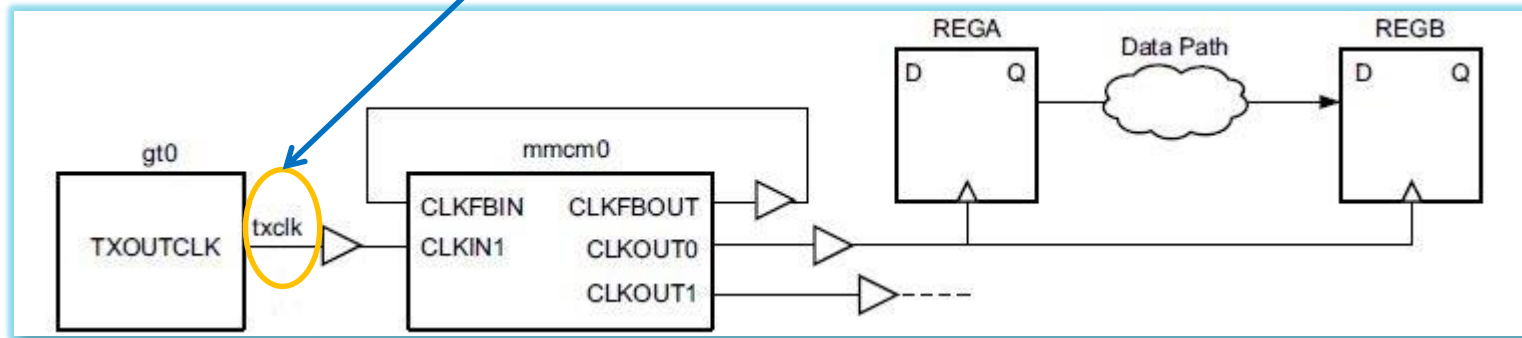 REGA
Data Path
REGB
D
Q
D
Q
gt0
mmcm0
CLKFBIN
CLKFBOUT
txclk
TXOUTCLK
CLKIN1
CLKOUT0
CLKOUT1